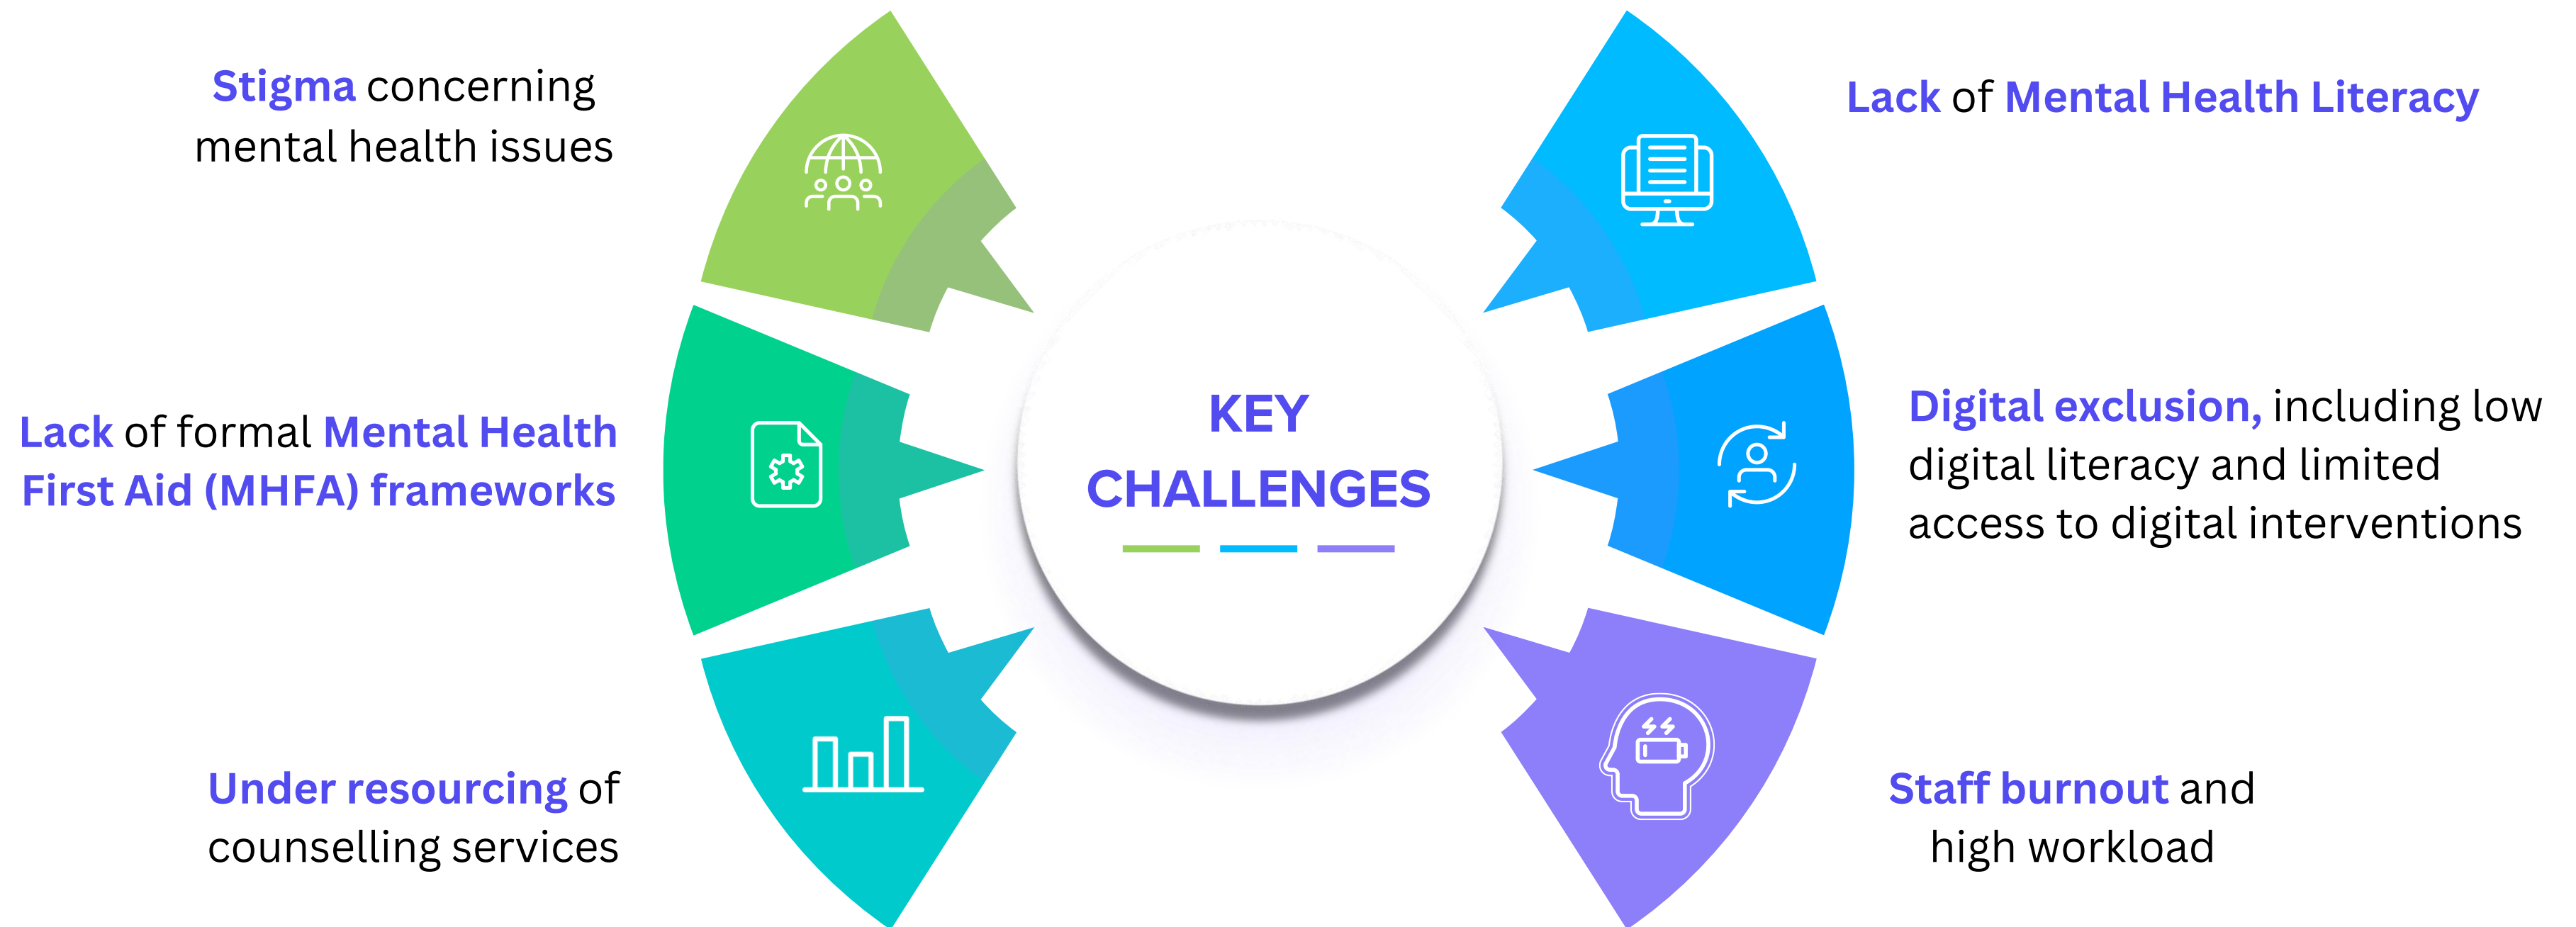 Stigma concerning
mental health issues
Lack of formal Mental Health
First Aid (MHFA) frameworks
Under resourcing of
counselling services
KEY
CHALLENGES
Lack of Mental Health Literacy
Digital exclusion, including low
digital literacy and limited
access to digital interventions
Staff burnout and
high workload